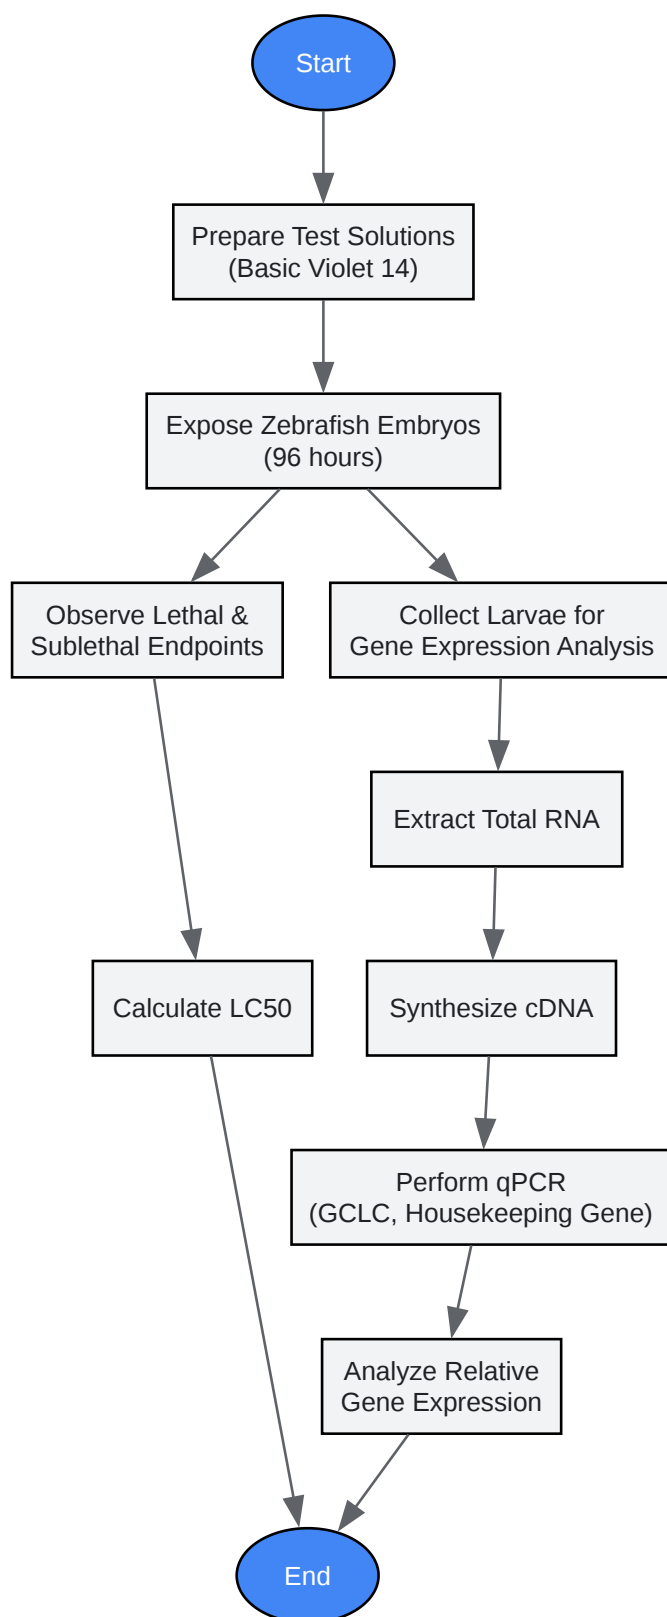 Start
Prepare Test Solutions
(Basic Violet 14)
Expose Zebrafish Embryos
(96 hours)
Observe Lethal &
Sublethal Endpoints
Collect Larvae for
Gene Expression Analysis
Extract Total RNA
Calculate LC50
Synthesize cDNA
Perform qPCR
(GCLC, Housekeeping Gene)
Analyze Relative
Gene Expression
End